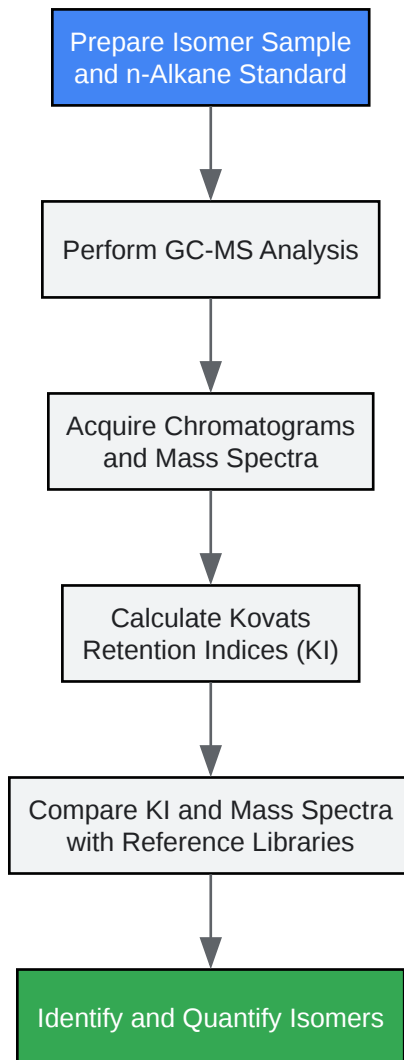 Prepare Isomer Sample
and n-Alkane Standard
Perform GC-MS Analysis
Acquire Chromatograms
and Mass Spectra
Calculate Kovats
Retention Indices (KI)
Compare KI and Mass Spectra
with Reference Libraries
Identify and Quantify Isomers